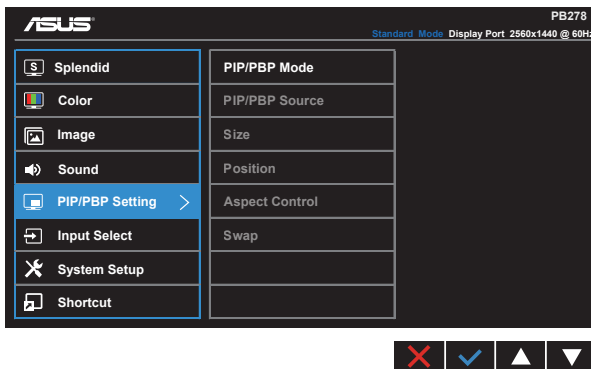 ASUS
PB278
Standard Mode Display Port 2560x1440 @ 60Hz
S Splendid
Color
Image
Sound
PIP/PBP Setting
Input Select
System Setup
Shortcut
PIP/PBP Mode
PIP/PBP Source
Size
Position
Aspect Control
Swap